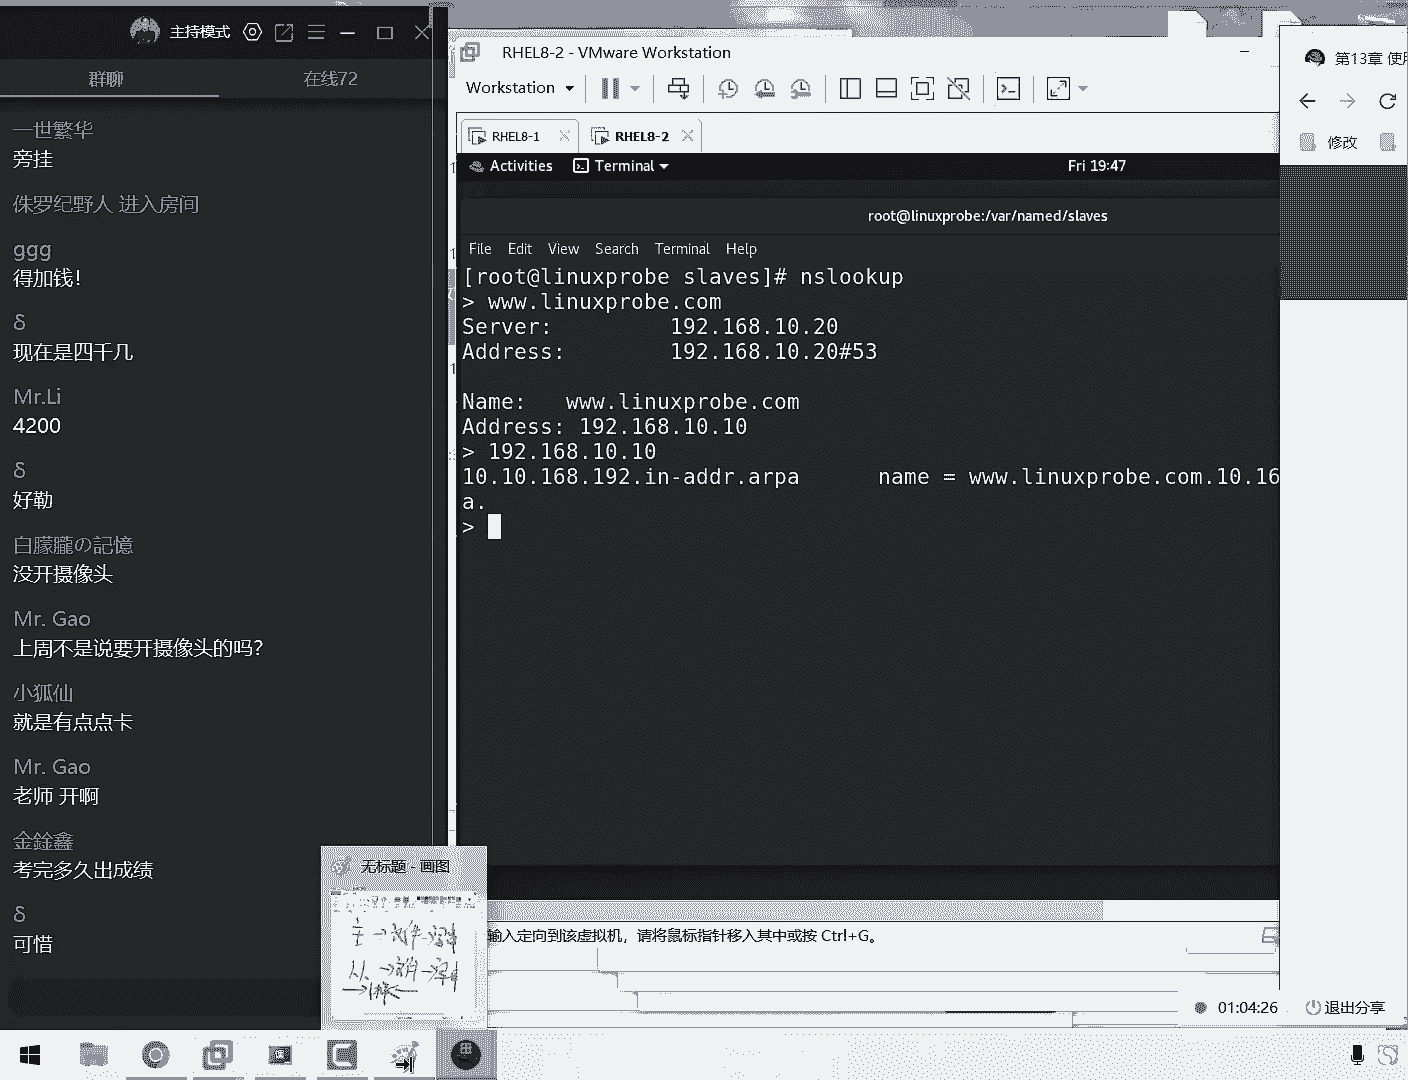 主持模式
群聊 在线72
一世繁华
旁挂
侏罗纪野人 进入房间
ggg
得加钱!
δ
现在是四千几
Mr.Li
4200
δ
好勒
白朦朧の記憶
没开摄像头
Mr. Gao
上周不是说要开摄像头的吗?
小狐仙
就是有点点卡
Mr. Gao
老师 开啊
金銓鑫
考完多久出成绩
δ
可惜
无标题 - 画图
RHEL8-2 - VMware Workstation
Workstation
RHEL8-1 RHEL8-2
Activities Terminal Fri 19:47
root@linuxprobe:/var/named/slaves
File Edit View Search Terminal Help
[root@linuxprobe slaves]# nslookup
> www.linuxprobe.com
Server: 192.168.10.20
Address: 192.168.10.20#53
Name: www.linuxprobe.com
Address: 192.168.10.10
> 192.168.10.10
10.10.168.192.in-addr.arpa name = www.linuxprobe.com.10.16
a.
>
输入定向到该虚拟机，请将鼠标指针移入其中或按 Ctrl+G。
第13章 使
修改
01:04:26 退出分享